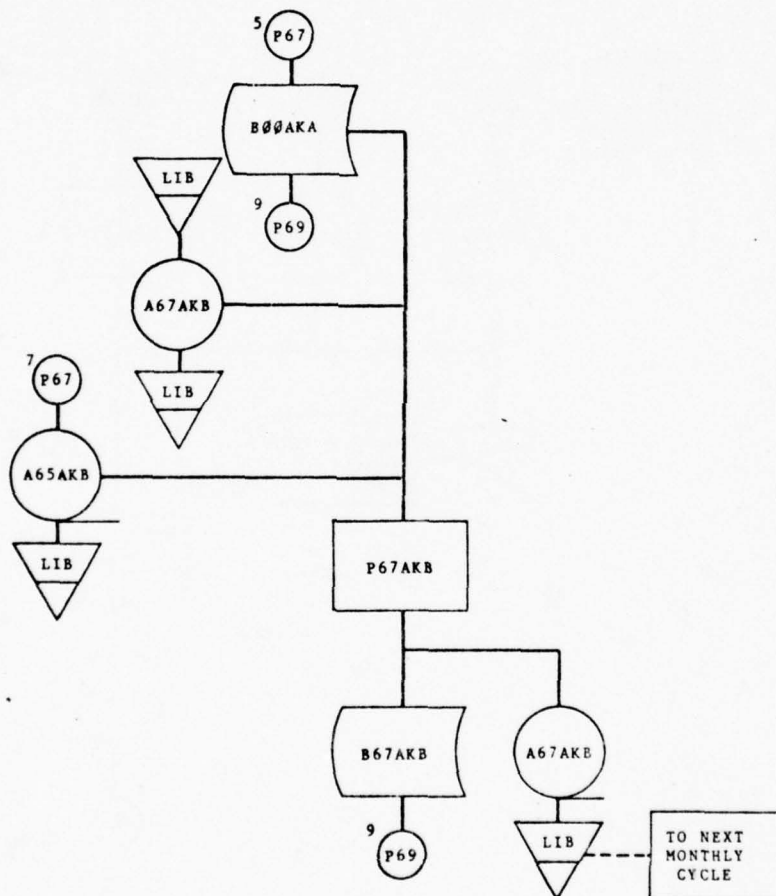 5
P67
BØØAKA
LIB
9
P69
A67AKB
7
P67
LIB
A65AKB
LIB
P67AKB
B67AKB
A67AKB
9
P69
LIB
TO NEXT
MONTHLY
CYCLE